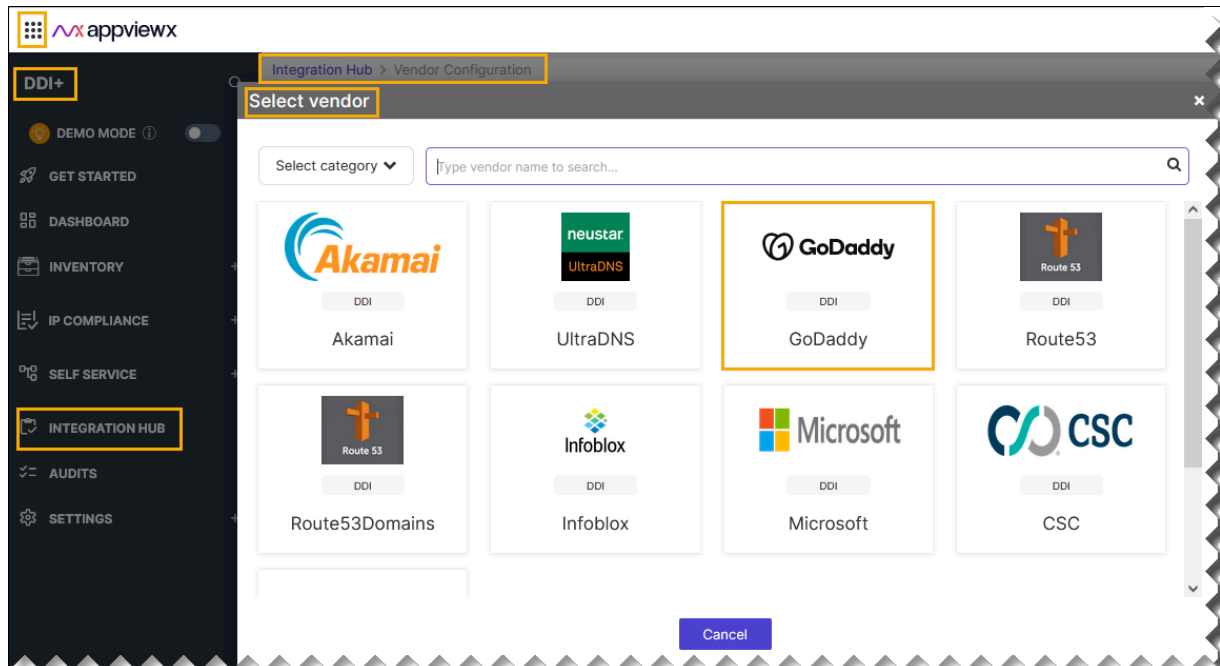 appviewx
DDI+
Integration Hub > Vendor Configuration
Select vendor
DEMO MODE
GET STARTED
DASHBOARD
INVENTORY
IP COMPLIANCE
SELF SERVICE
INTEGRATION HUB
AUDITS
SETTINGS
Select category
Type vendor name to search...
Akamai
DDI
Akamai
neustar
UltraDNS
DDI
UltraDNS
GoDaddy
DDI
GoDaddy
Route 53
DDI
Route53
Route 53
DDI
Route53Domains
Infoblox
DDI
Infoblox
Microsoft
DDI
Microsoft
CSC
DDI
CSC
Cancel